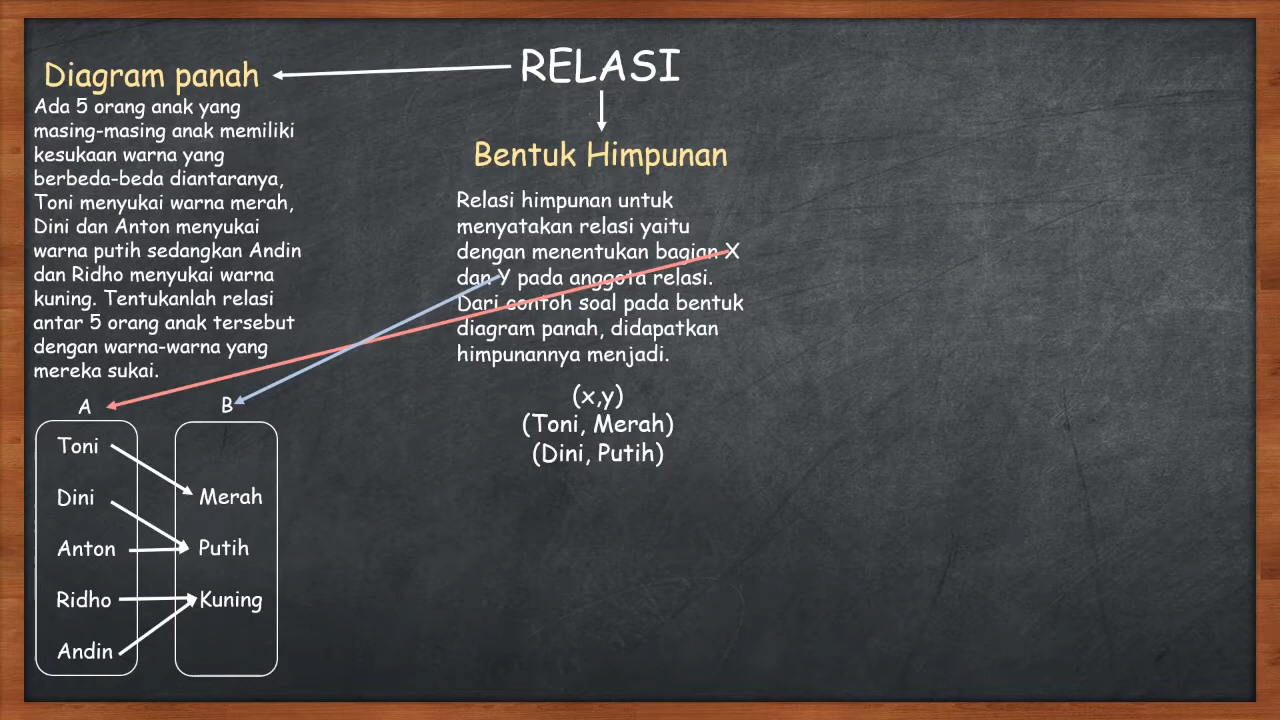 RELASI
Diagram panah
Ada 5 orang anak yang
masing-masing anak memiliki
kesukaan warna yang
berbeda-beda diantaranya,
Toni menyukai warna merah,
Dini dan Anton menyukai
warna putih sedangkan Andin
dan Ridho menyukai warna
kuning. Tentukanlah relasi
antar 5 orang anak tersebut
dengan warna-warna yang
mereka sukai.
A
B
Toni
Dini
Anton
Ridho
Andin
Merah
Putih
Kuning
Bentuk Himpunan
Relasi himpunan untuk
menyatakan relasi yaitu
dengan menentukan bagian X
dan Y pada anggota relasi.
Dari contoh soal pada bentuk
diagram panah, didapatkan
himpunannya menjadi.
(x,y)
(Toni, Merah)
(Dini, Putih)